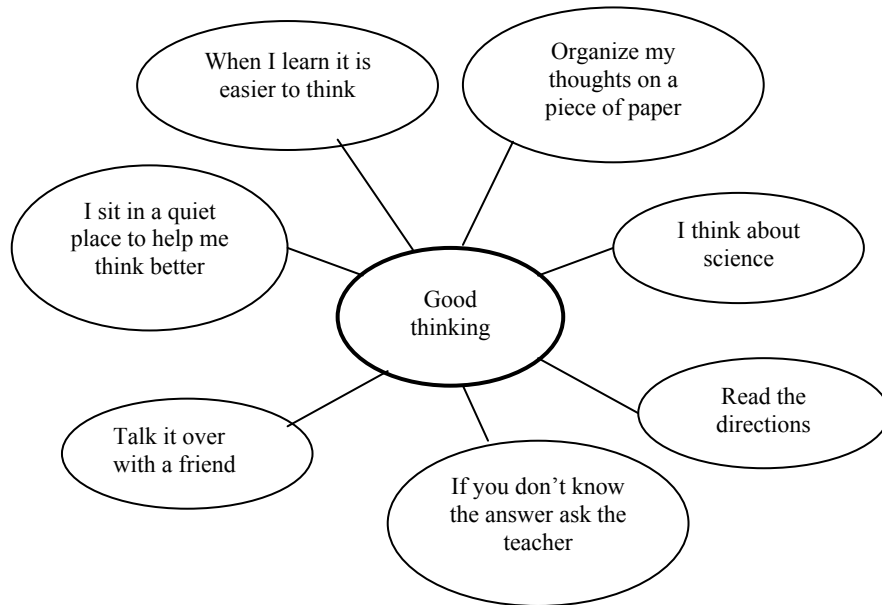 When I learn it is
easier to think
Organize my
thoughts on a
piece of paper
I sit in a quiet
place to help me
think better
I think about
science
Good
thinking
Read the
directions
Talk it over
with a friend
If you don’t know
the answer ask the
teacher